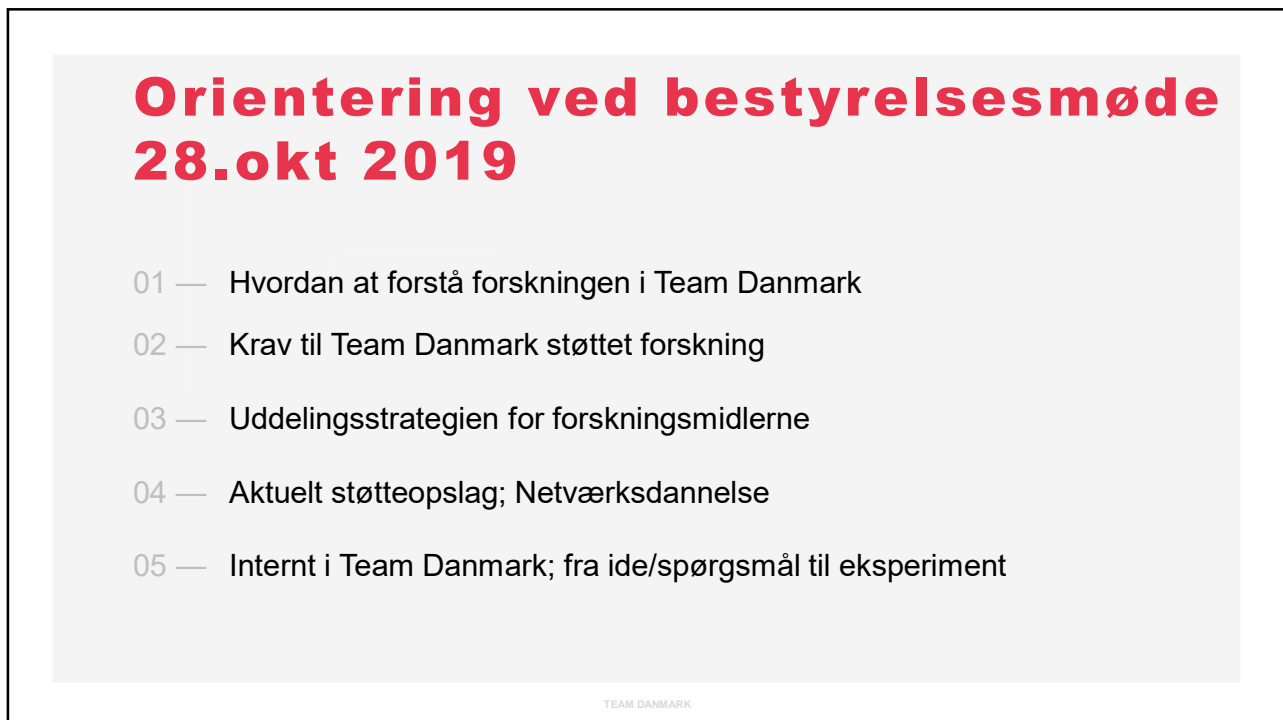 Orientering ved bestyrelsesmøde
28.okt 2019
01 — Hvordan at forstå forskningen i Team Danmark
02 — Krav til Team Danmark støttet forskning
03 — Uddelingsstrategien for forskningsmidlerne
04 — Aktuelt støtteopslag; Netværksdannelse
05 — Internt i Team Danmark; fra ide/spørgsmål til eksperiment
TEAM DANMARK